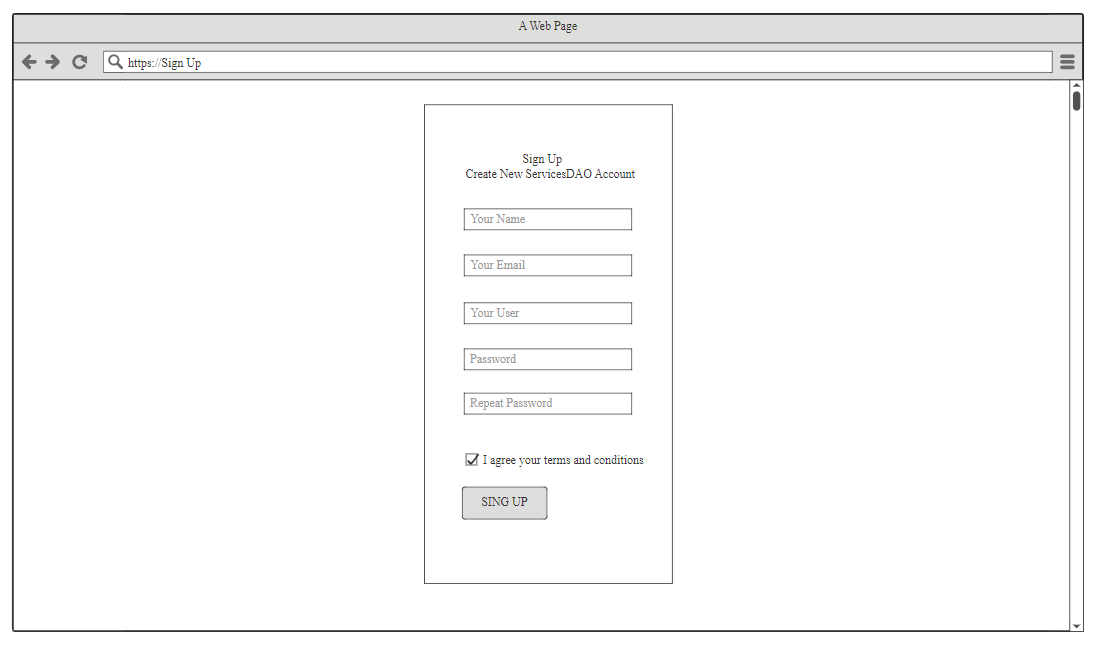 A Web Page
https://Sign Up
Sign Up
Create New ServicesDAO Account
Your Name
Your Email
Your User
Password
Repeat Password
I agree your terms and conditions
SING UP